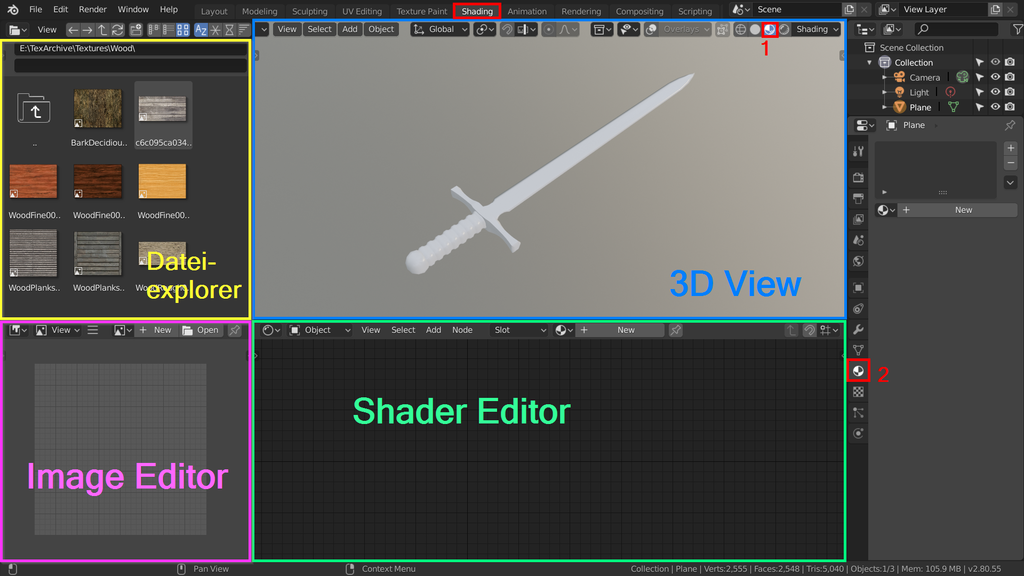 File Edit Render Window Help
Layout Modeling Sculpting UV Editing Texture Paint Shading Animation Rendering Compositing Scripting
Scene
View Layer
View
E:\TexArchive\Textures\Wood\
..
BarkDecidiou..
c6c095ca034..
WoodFine00..
WoodFine00..
WoodFine00..
WoodPlanks..
WoodPlanks..
Datei-
explorer
View Select Add Object
Global
Overlays
Shading
1
3D View
Scene Collection
Collection
Camera
Light
Plane
Plane
New
2
View
New
Open
Image Editor
Object
View Select Add Node
Slot
New
Shader Editor
Pan View
Context Menu
Collection | Plane | Verts:2,555 | Faces:2,548 | Tris:5,040 | Objects:1/3 | Mem: 105.9 MB | v2.80.55